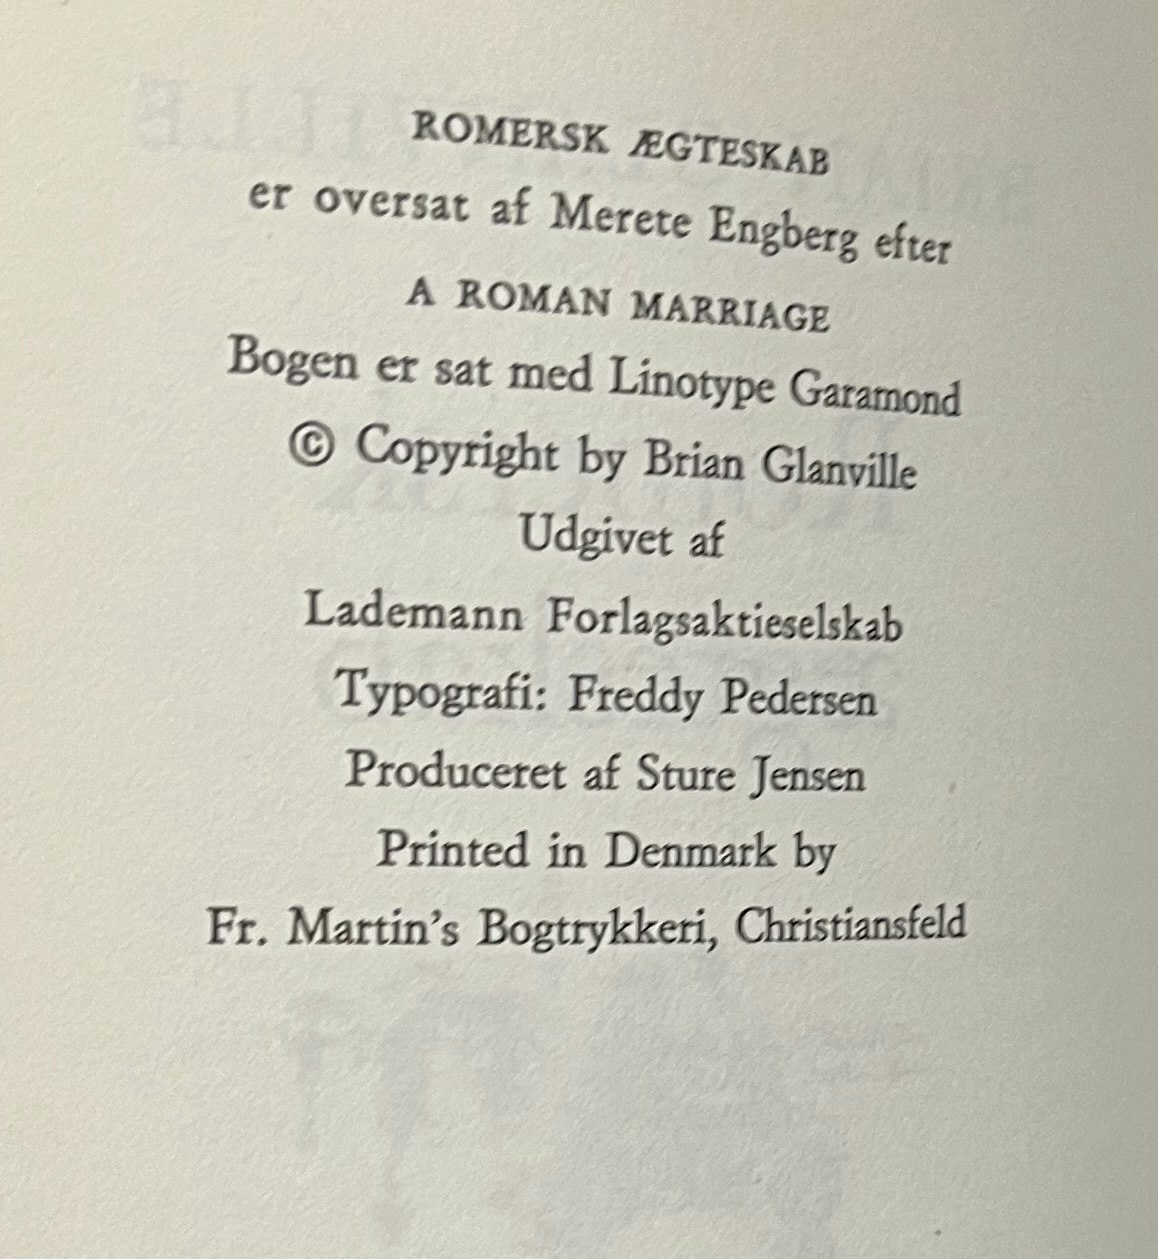 ROMERSK ÆGTESKAB
er oversat af Merete Engberg efter
A ROMAN MARRIAGE
Bogen er sat med Linotype Garamond
© Copyright by Brian Glanville
Udgivet af
Lademann Forlagsaktieselskab
Typografi: Freddy Pedersen
Produceret af Sture Jensen
Printed in Denmark by
Fr. Martin's Bogtrykkeri, Christiansfeld